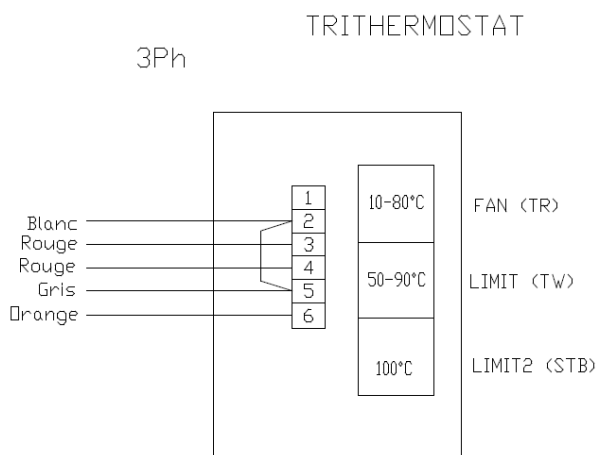 TRITHERMOSTAT
3Ph
1
Blanc 2
Rouge 3
Rouge 4
Gris 5
Orange 6
10-80°C FAN (TR)
50-90°C LIMIT (TW)
100°C LIMIT2 (STB)